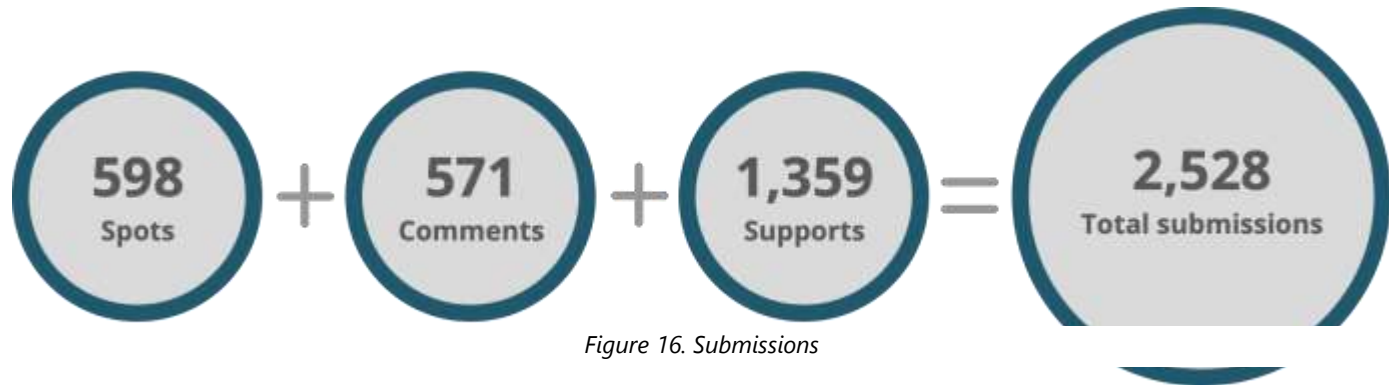 598
Spots
+
571
Comments
+
1,359
Supports
=
2,528
Total submissions
Figure 16. Submissions